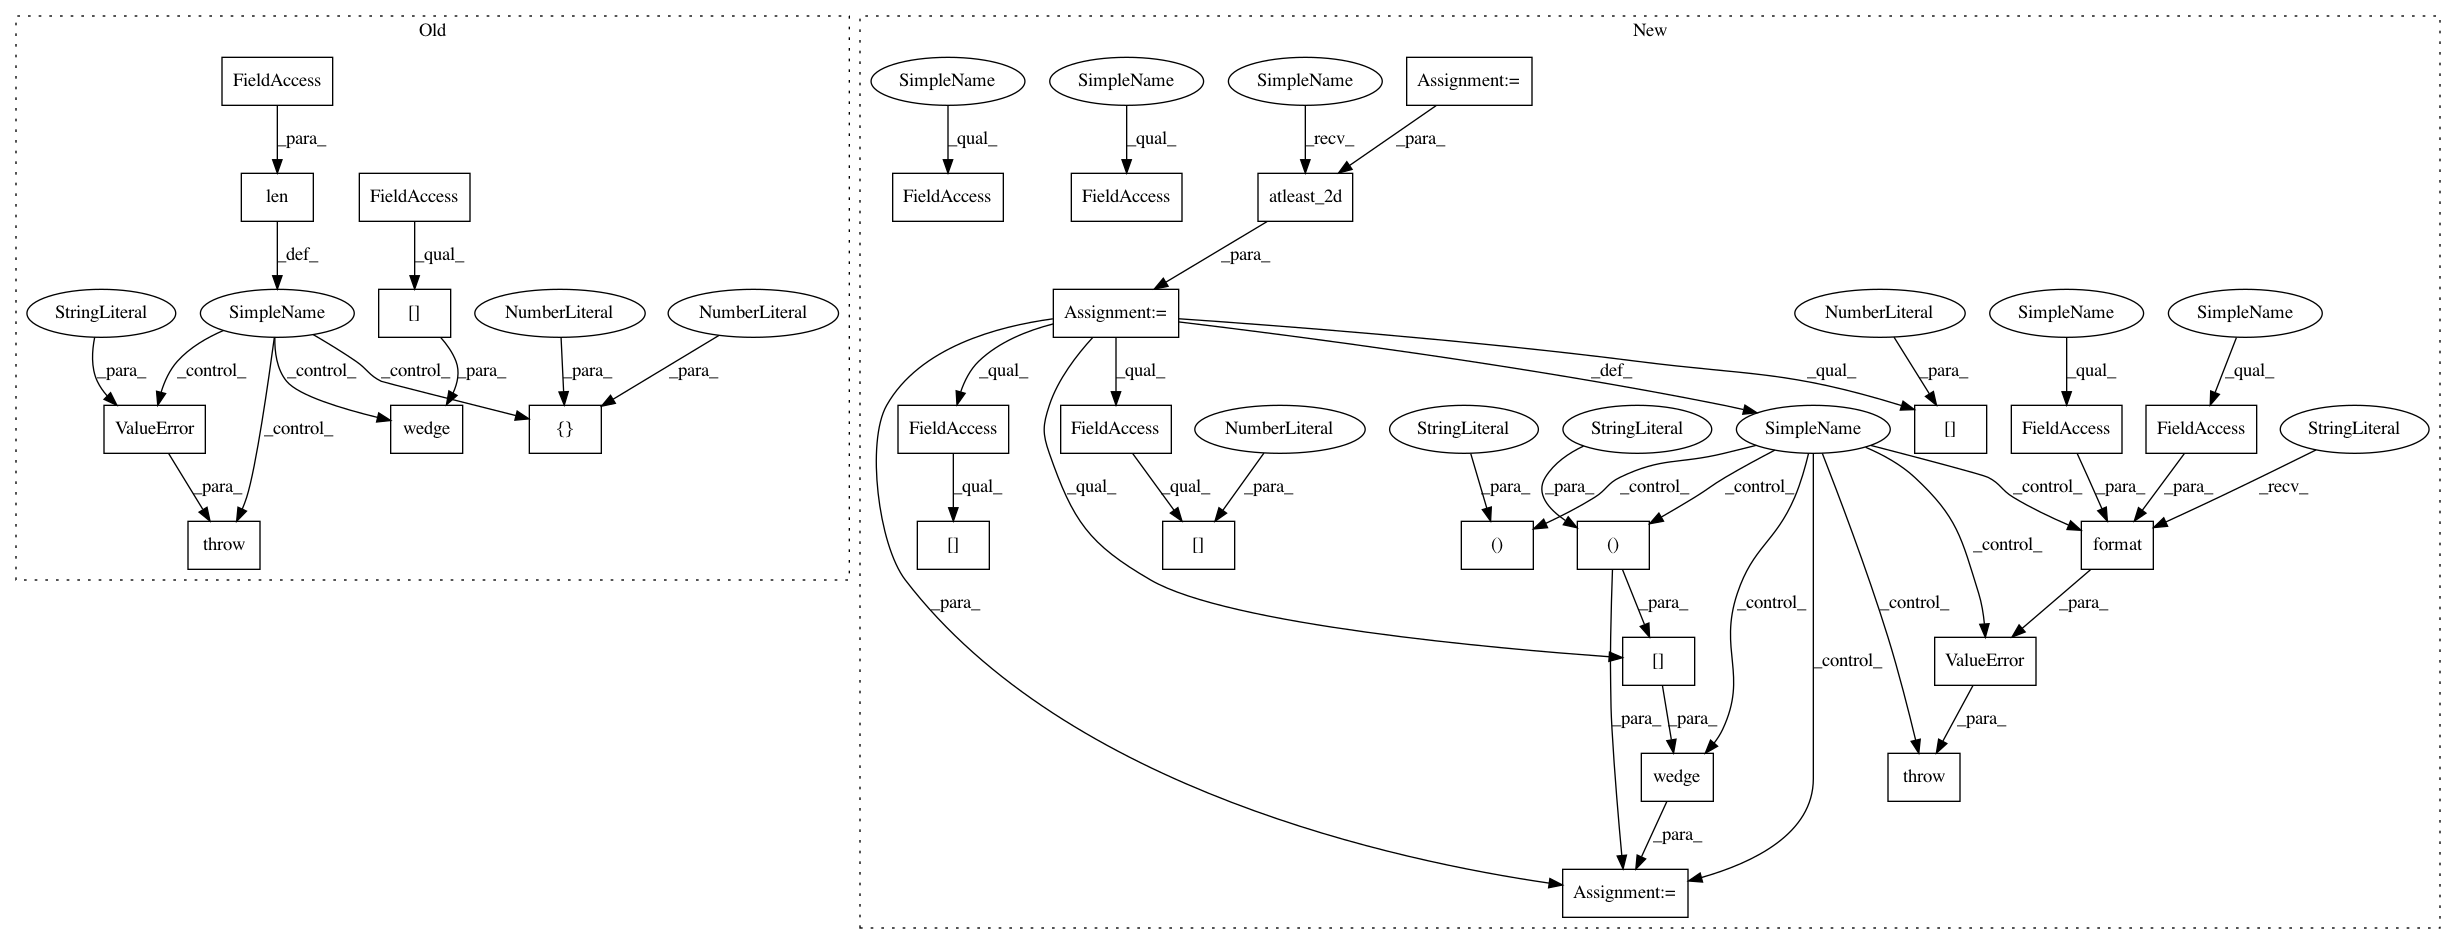 Old
New
FieldAccess
SimpleName
SimpleName
SimpleName
Assignment:=
_para_
_qual_
_qual_
_recv_
_para_
len
FieldAccess
FieldAccess
FieldAccess
atleast_2d
_def_
_qual_
_para_
StringLiteral
SimpleName
[]
NumberLiteral
NumberLiteral
Assignment:=
NumberLiteral
SimpleName
SimpleName
_para_
_control_
_control_
_control_
_para_
_para_
_para_
_qual_
_qual_
_def_
_qual_
_para_
_qual_
_qual_
ValueError
_control_
wedge
{}
FieldAccess
FieldAccess
NumberLiteral
StringLiteral
StringLiteral
SimpleName
[]
FieldAccess
FieldAccess
StringLiteral
_para_
_qual_
_qual_
_qual_
_para_
_para_
_para_
_control_
_control_
_control_
_para_
_para_
_recv_
throw
[]
[]
()
()
_control_
format
_para_
_para_
_control_
_control_
_para_
[]
_control_
ValueError
_para_
_para_
_para_
wedge
throw
_para_
Assignment:=